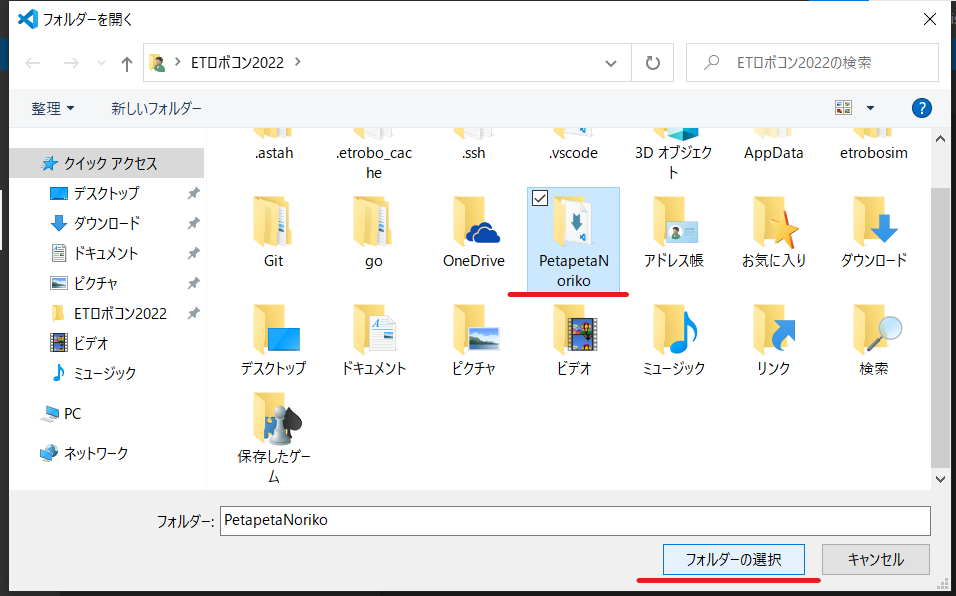 フォルダーを開く
ETロボコン2022
ETロボコン2022の検索
整理
新しいフォルダー
?
クイック アクセス
デスクトップ
ダウンロード
ドキュメント
ピクチャ
ETロボコン2022
ビデオ
ミュージック
PC
ネットワーク
.astah
.etrobo_cac
he
.ssh
.vscode
3D オブジェク
ト
AppData
etrobosim
Git
go
OneDrive
PetapetaN
oriko
アドレス帳
お気に入り
ダウンロード
デスクトップ
ドキュメント
ピクチャ
ビデオ
ミュージック
リンク
検索
保存したゲー
ム
フォルダー:
PetapetaNoriko
フォルダーの選択
キャンセル